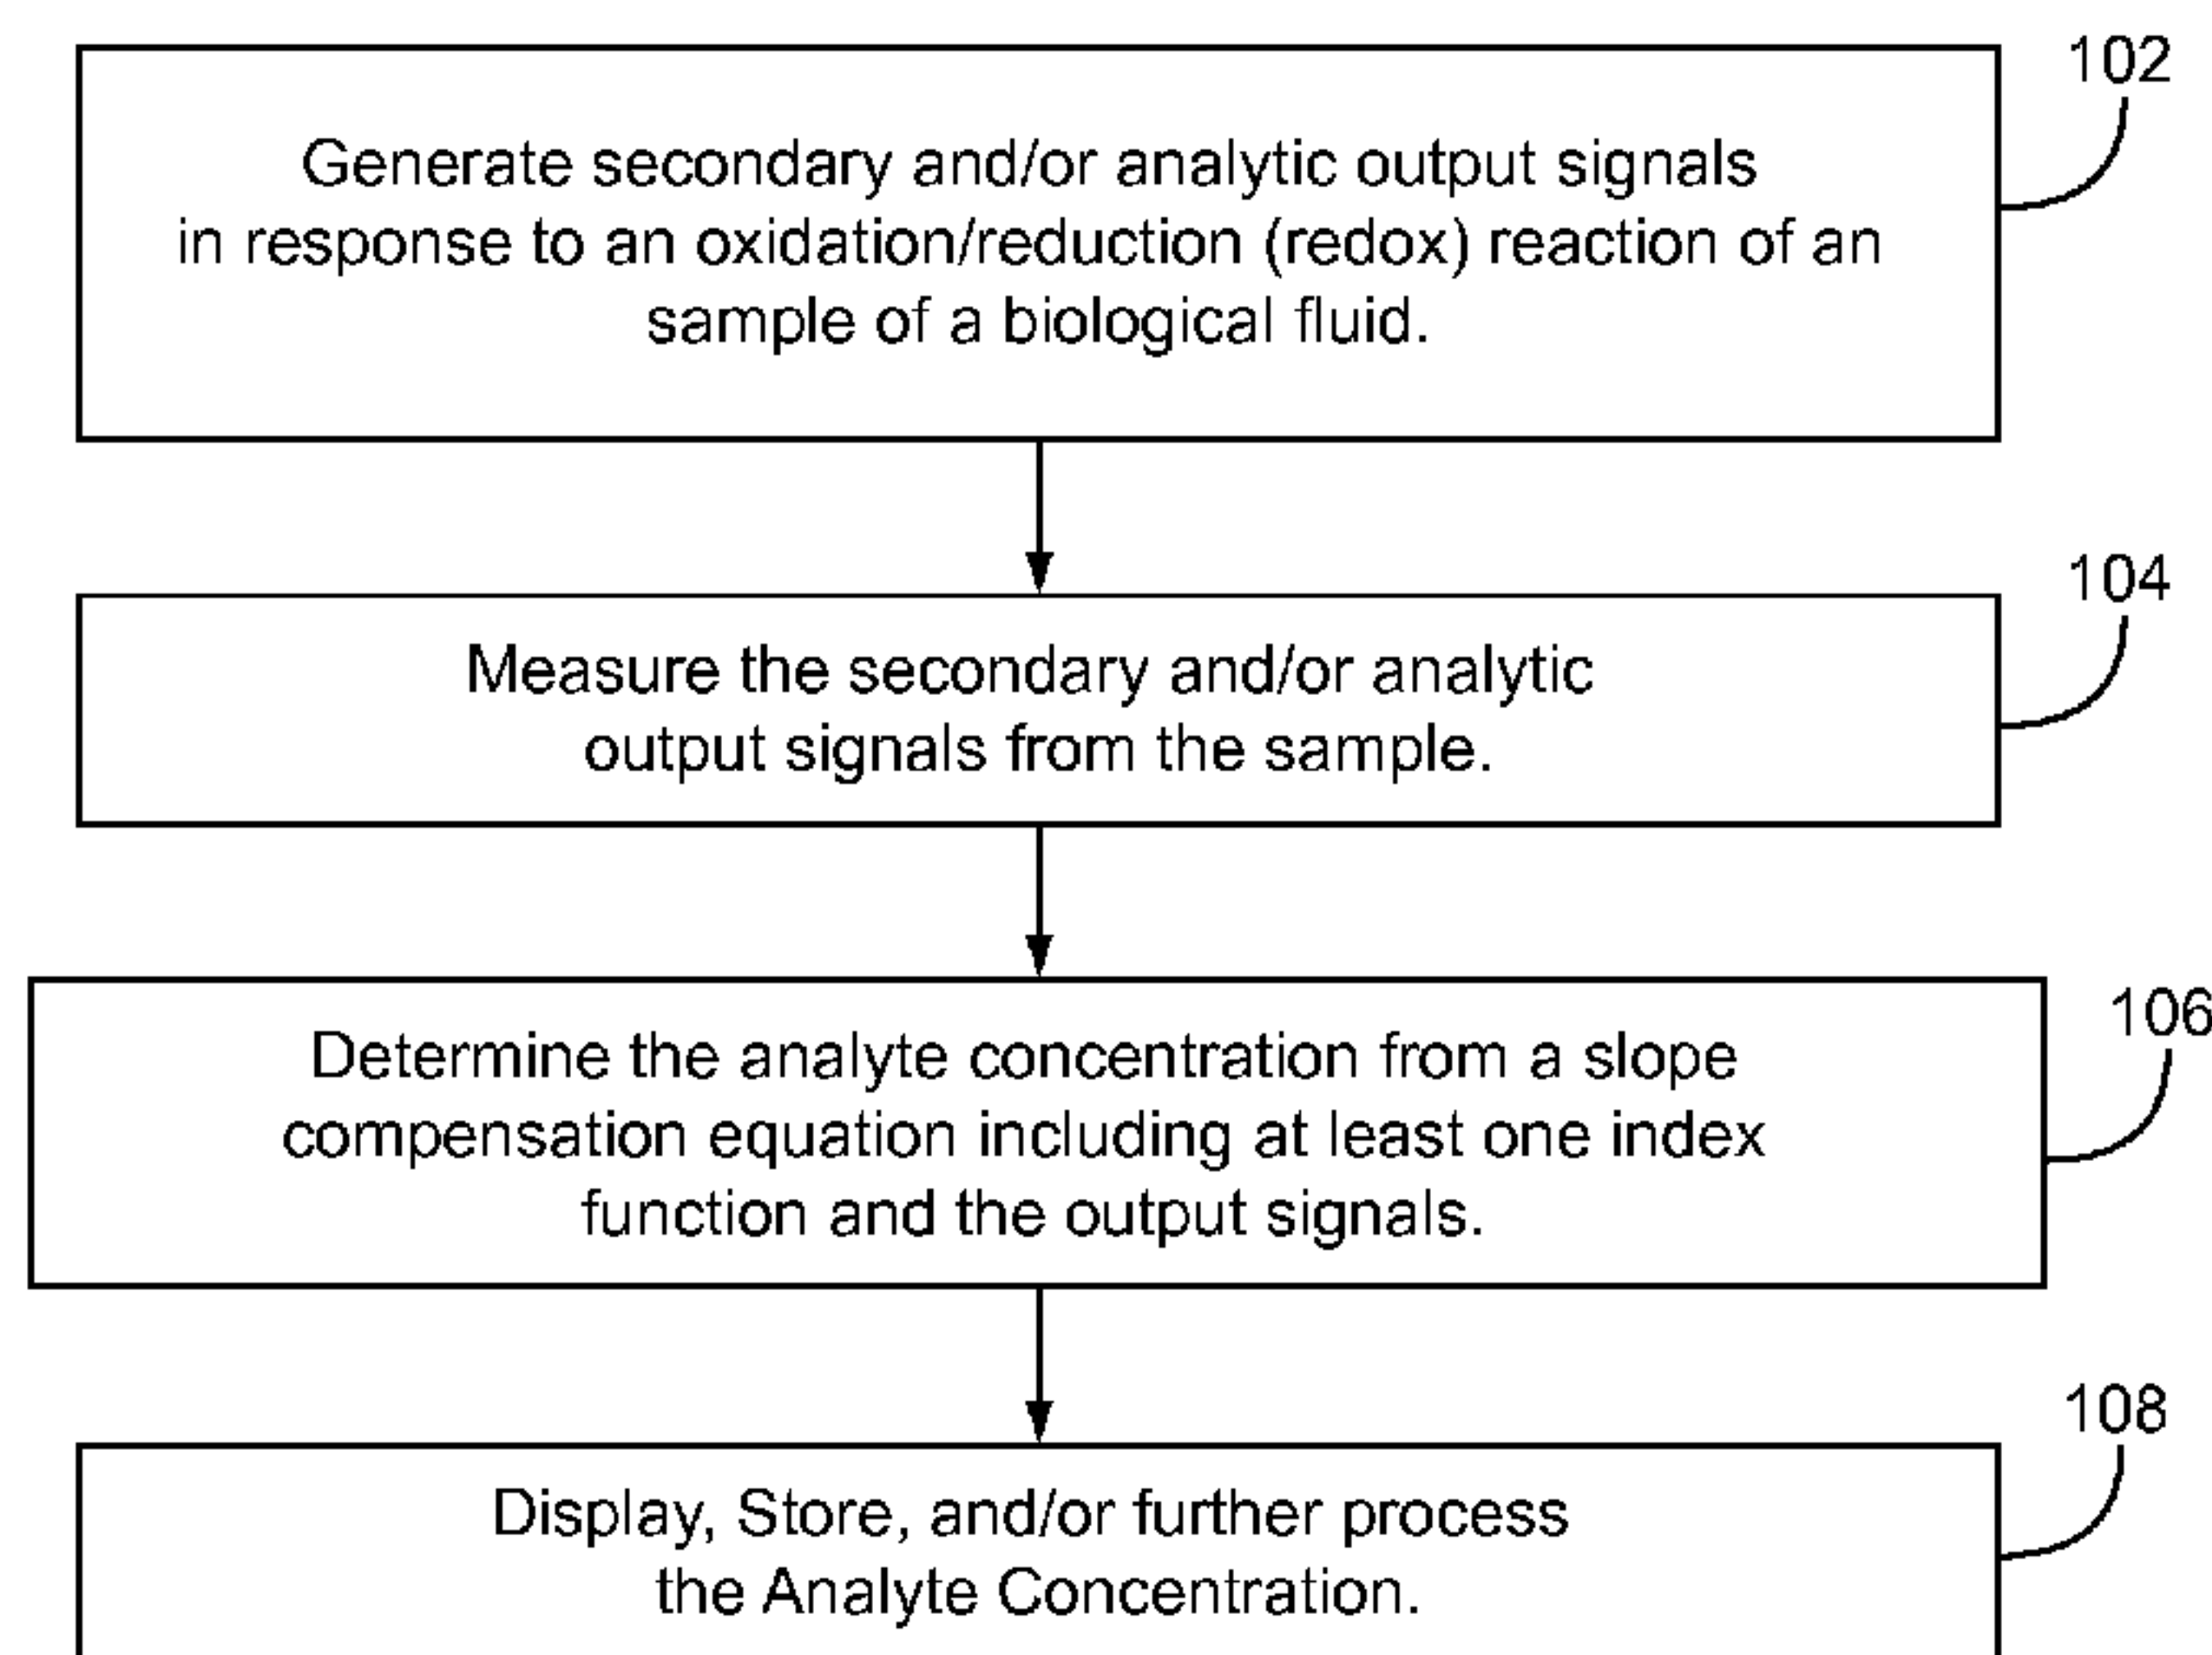 102
Generate secondary and/or analytic output signals
in response to an oxidation/reduction (redox) reaction of an
sample of a biological fluid.
104
Measure the secondary and/or analytic
output signals from the sample.
106
Determine the analyte concentration from a slope
compensation equation including at least one index
function and the output signals.
108
Display, Store, and/or further process
the Analyte Concentration.